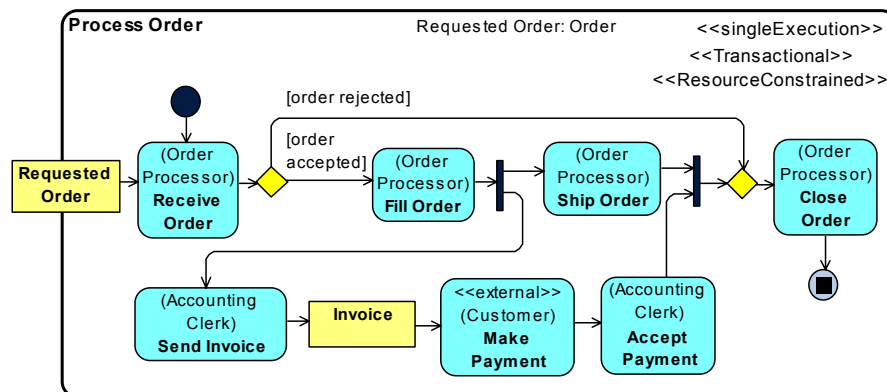 Process Order
Requested Order: Order
<<singleExecution>>
<<Transactional>>
<<ResourceConstrained>>
[order rejected]
[order
accepted]
Requested
Order
(Order
Processor)
Receive
Order
(Order
Processor)
Fill Order
(Order
Processor)
Ship Order
(Order
Processor)
Close
Order
(Accounting
Clerk)
Send Invoice
Invoice
<<external>>
(Customer)
Make
Payment
(Accounting
Clerk)
Accept
Payment